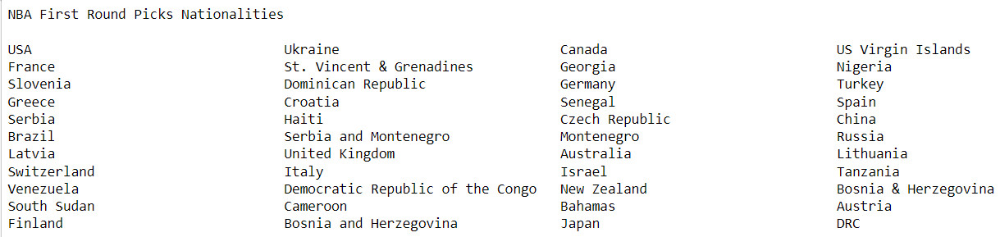 NBA First Round Picks Nationalities
USA Ukraine Canada US Virgin Islands
France St. Vincent & Grenadines Georgia Nigeria
Slovenia Dominican Republic Germany Turkey
Greece Croatia Senegal Spain
Serbia Haiti Czech Republic China
Brazil Serbia and Montenegro Montenegro Russia
Latvia United Kingdom Australia Lithuania
Switzerland Italy Israel Tanzania
Venezuela Democratic Republic of the Congo New Zealand Bosnia & Herzegovina
South Sudan Cameroon Bahamas Austria
Finland Bosnia and Herzegovina Japan DRC